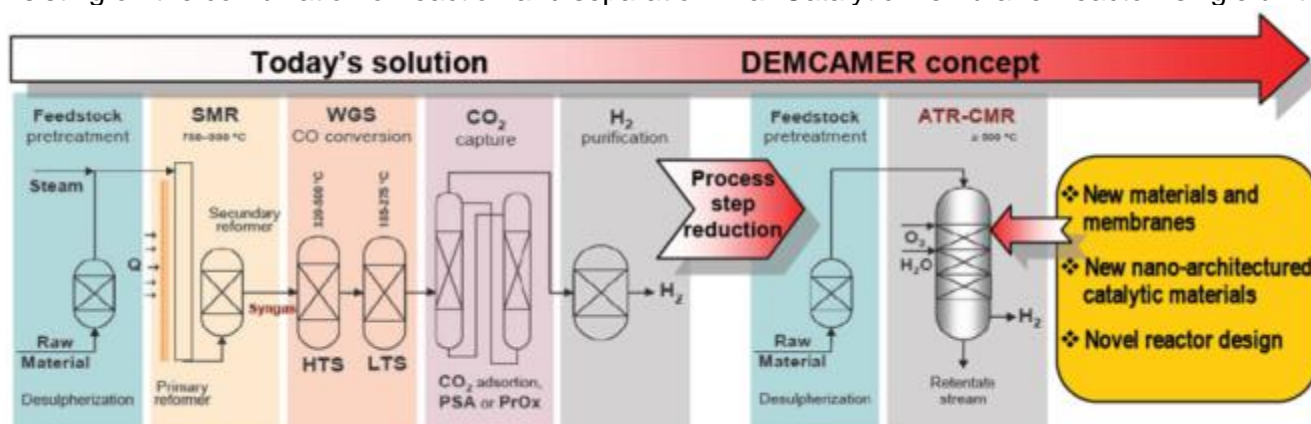 Today's solution
DEMCAMER concept
Feedstock
pretreatment
Steam
Raw
Material
Desulpherization
SMR
Q
Secundary
reformer
Primary
reformer
Syngas
WGS
CO conversion
HTS
LTS
CO2
capture
CO2 adsortion,
PSA or PrOx
H2
purification
H2
Process
step
reduction
Feedstock
pretreatment
Raw
Material
Desulpherization
ATR-CMR
O2
H2O
H2
Retentate
stream
❖ New materials and
membranes
❖ New nano-architectured
catalytic materials
❖ Novel reactor design